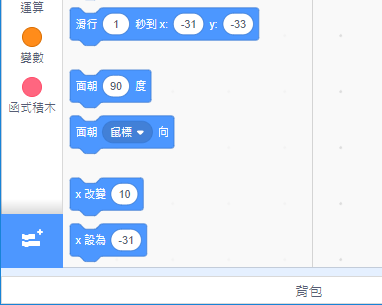 運算
變數
函式積木
滑行 1 秒到 x: -31 y: -33
面朝 90 度
面朝 鼠標 向
x 改變 10
x 設為 -31
背包